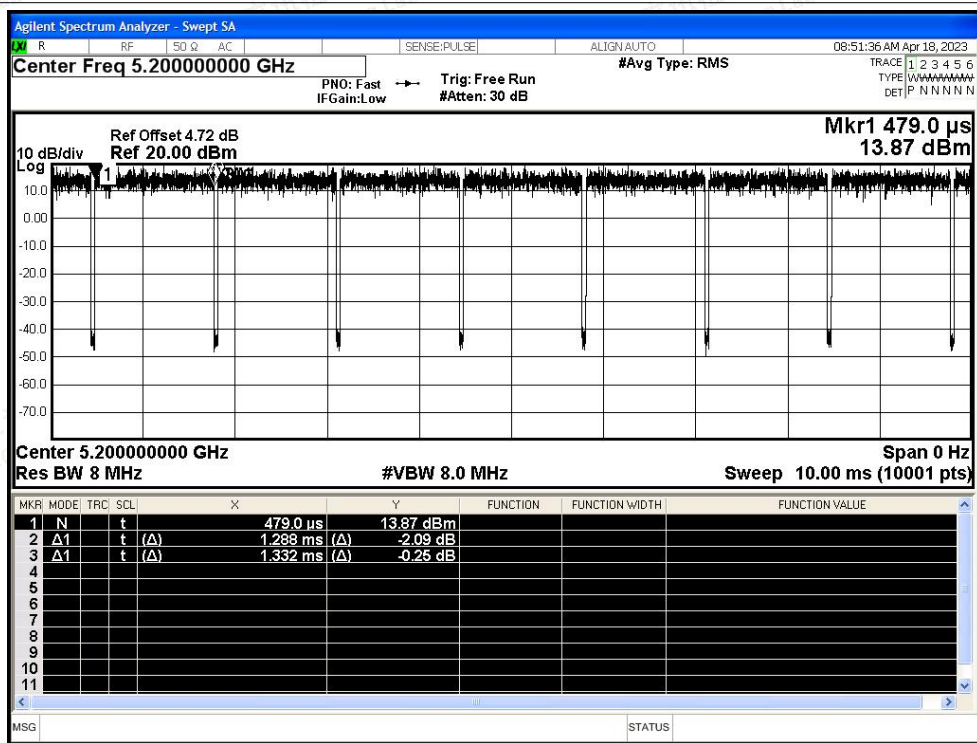 Agilent Spectrum Analyzer - Swept SA
LXI R RF 50 Ω AC SENSE:PULSE ALIGN AUTO 08:51:36 AM Apr 18, 2023
Center Freq 5.200000000 GHz #Avg Type: RMS TRACE 1 2 3 4 5 6
PNO: Fast Trig: Free Run TYPE WWWWWW
IFGain:Low #Atten: 30 dB DET P N N N N N
Mkr1 479.0 µs
Ref Offset 4.72 dB
10 dB/div Ref 20.00 dBm 13.87 dBm
Log
1
10.0
0.00
-10.0
-20.0
-30.0
-40.0
-50.0
-60.0
-70.0
Center 5.200000000 GHz Span 0 Hz
Res BW 8 MHz #VBW 8.0 MHz Sweep 10.00 ms (10001 pts)
MKR MODE TRC SCL X Y FUNCTION FUNCTION WIDTH FUNCTION VALUE
1 N t 479.0 µs 13.87 dBm
2 Δ1 t (Δ) 1.288 ms (Δ) -2.09 dB
3 Δ1 t (Δ) 1.332 ms (Δ) -0.25 dB
4
5
6
7
8
9
10
11
MSG STATUS